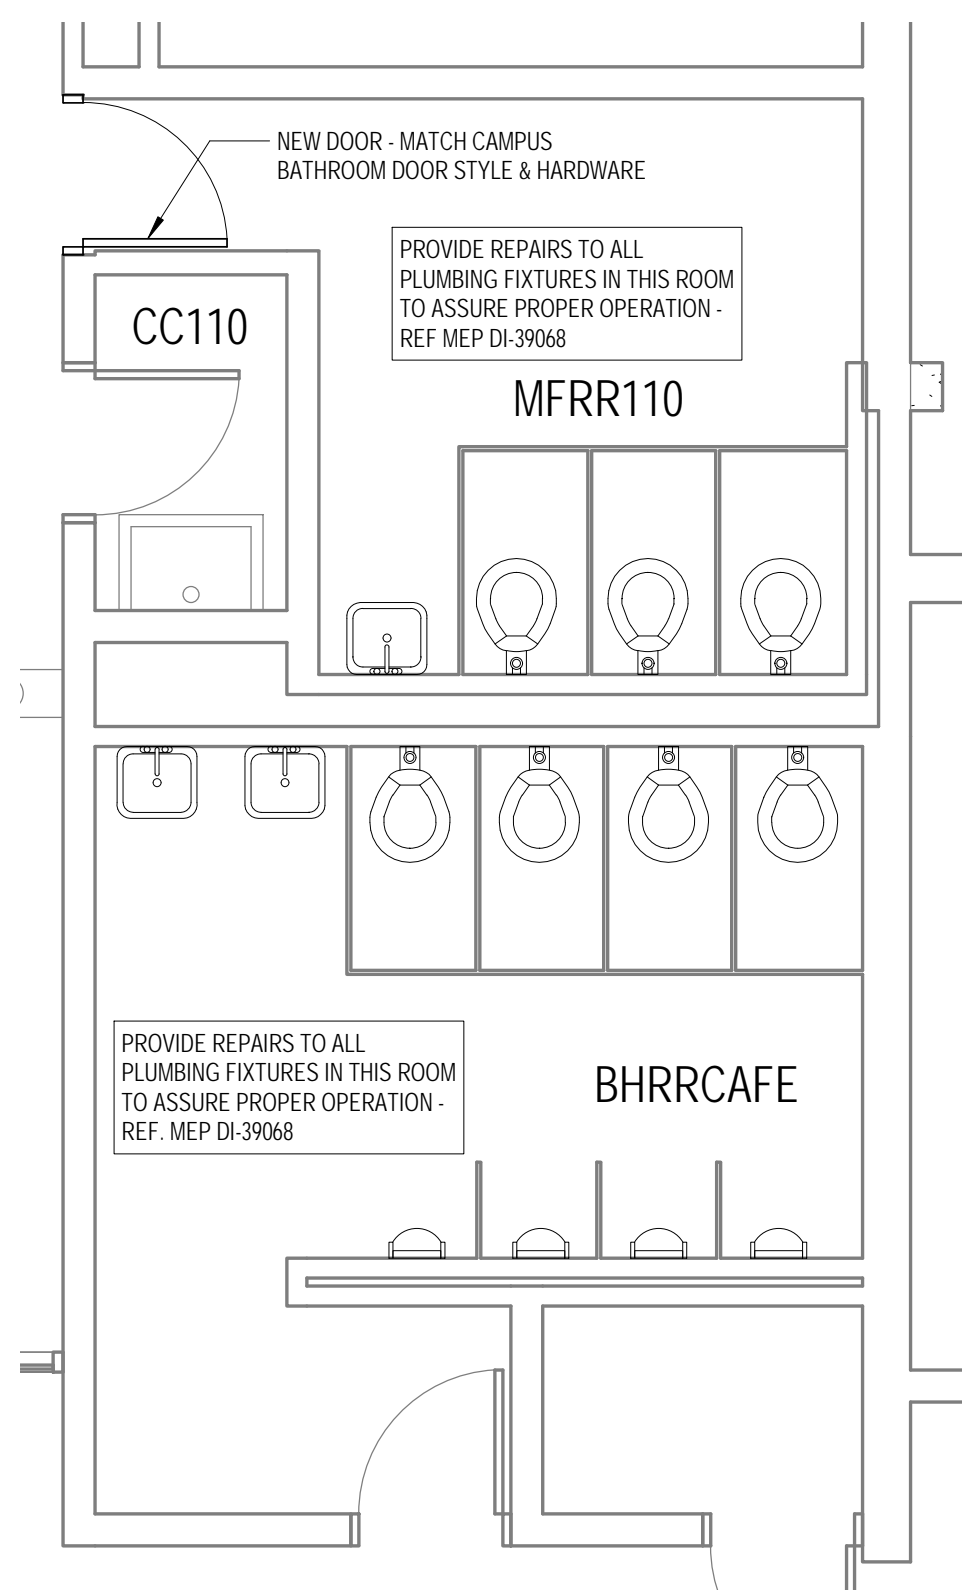 NEW DOOR - MATCH CAMPUS
BATHROOM DOOR STYLE & HARDWARE
PROVIDE REPAIRS TO ALL
PLUMBING FIXTURES IN THIS ROOM
TO ASSURE PROPER OPERATION -
REF MEP DI-39068
CC110
MFRR110
PROVIDE REPAIRS TO ALL
PLUMBING FIXTURES IN THIS ROOM
TO ASSURE PROPER OPERATION -
REF. MEP DI-39068
BHRRCAFE